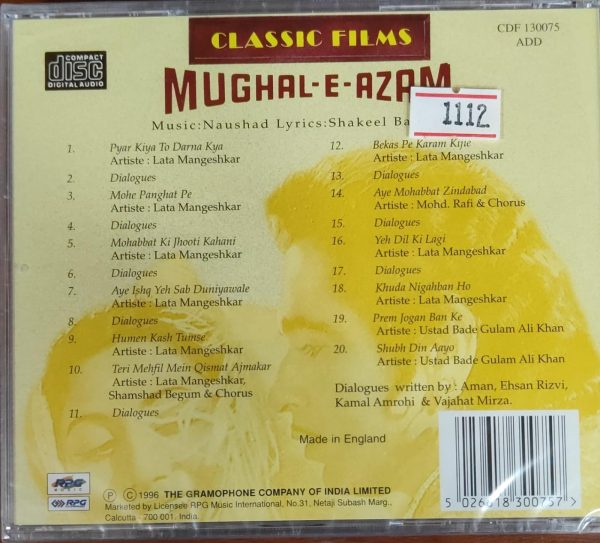 CLASSIC FILMS
CDF 130075
ADD
COMPACT
disc
DIGITAL AUDIO
MUGHAL-E-AZAM
1112
Music:Naushad Lyrics:Shakeel
1. Pyar Kiya To Darna Kya
Artiste : Lata Mangeshkar
2. Dialogues
3. Mohe Panghat Pe
Artiste : Lata Mangeshkar
4. Dialogues
5. Mohabbat Ki Jhooti Kahani
Artiste : Lata Mangeshkar
6. Dialogues
7. Aye Ishq Yeh Sab Duniyawale
Artiste : Lata Mangeshkar
8. Dialogues
9. Humen Kash Tumse
Artiste : Lata Mangeshkar
10. Teri Mehfil Mein Qismat Ajmakar
Artiste : Lata Mangeshkar,
Shamshad Begum & Chorus
11. Dialogues
12. Bekas Pe Karam Kijie
Artiste : Lata Mangeshkar
13. Dialogues
14. Aye Mohabbat Zindabad
Artiste : Mohd. Rafi & Chorus
15. Dialogues
16. Yeh Dil Ki Lagi
Artiste : Lata Mangeshkar
17. Dialogues
18. Khuda Nigahban Ho
Artiste : Lata Mangeshkar
19. Prem Jogan Ban Ke
Artiste : Ustad Bade Gulam Ali Khan
20. Shubh Din Aayo
Artiste : Ustad Bade Gulam Ali Khan
Dialogues written by : Aman, Ehsan Rizvi,
Kamal Amrohi & Vajahat Mirza.
Made in England
RPG
MUSIC
RPG
P C 1996 THE GRAMOPHONE COMPANY OF INDIA LIMITED
Marketed by Licensee RPG Music International, No.31, Netaji Subash Marg.,
Calcutta - 700 001, India.
5 026018 300757 >